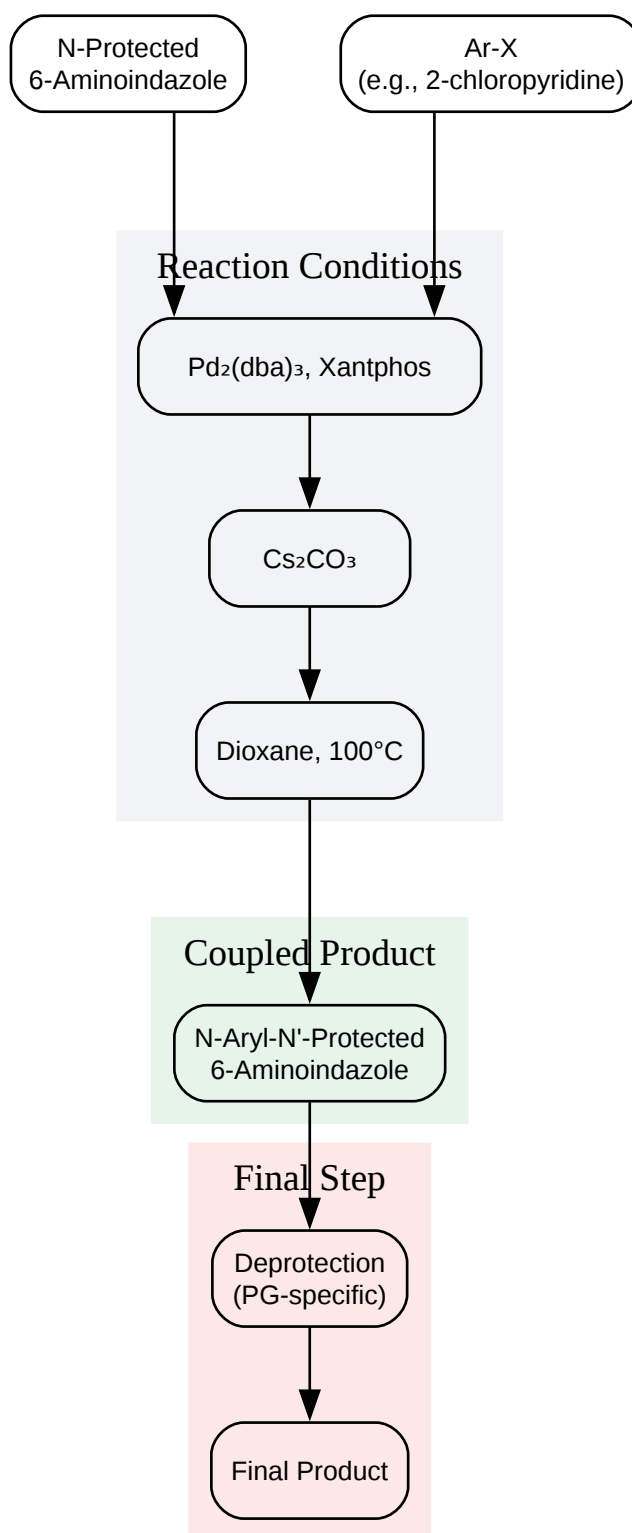 N-Protected
6-Aminoindazole
Ar-X
(e.g., 2-chloropyridine)
Reaction Conditions
Pd₂(dba)₃, Xantphos
Cs₂CO₃
Dioxane, 100°C
Coupled Product
N-Aryl-N'-Protected
6-Aminoindazole
Final Step
Deprotection
(PG-specific)
Final Product